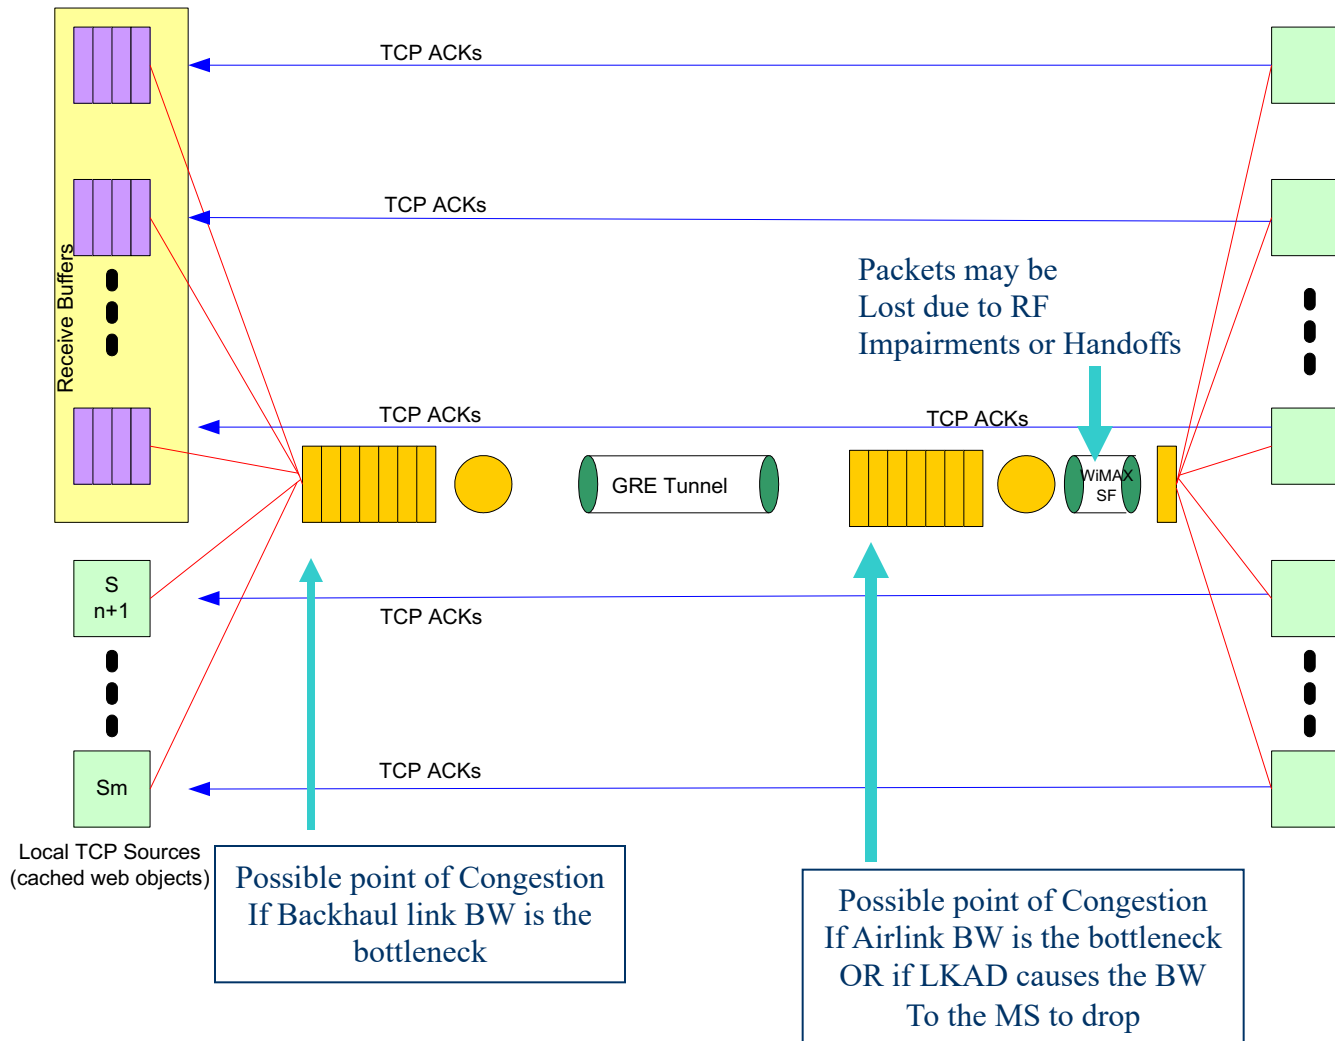 TCP ACKs
TCP ACKs
Receive Buffers
Packets may be
Lost due to RF
Impairments or Handoffs
TCP ACKs
TCP ACKs
GRE Tunnel
WiMAX
SF
S
n+1
TCP ACKs
Sm
TCP ACKs
Local TCP Sources
(cached web objects)
Possible point of Congestion
If Backhaul link BW is the
bottleneck
Possible point of Congestion
If Airlink BW is the bottleneck
OR if LKAD causes the BW
To the MS to drop